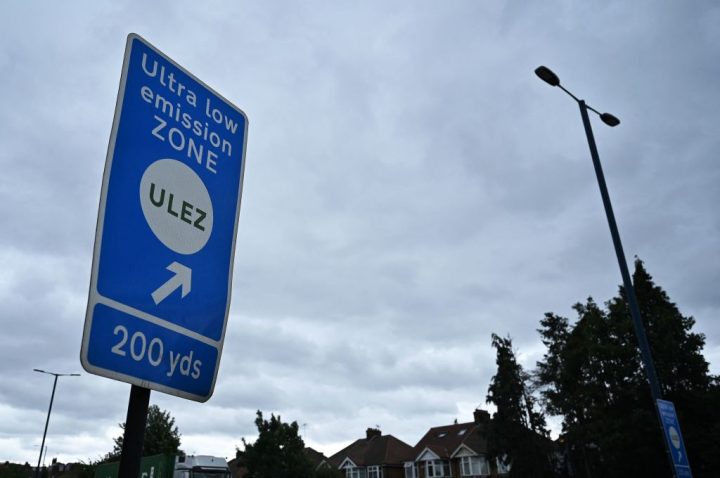 Ultra low
emission
ZONE
ULEZ
200 yds